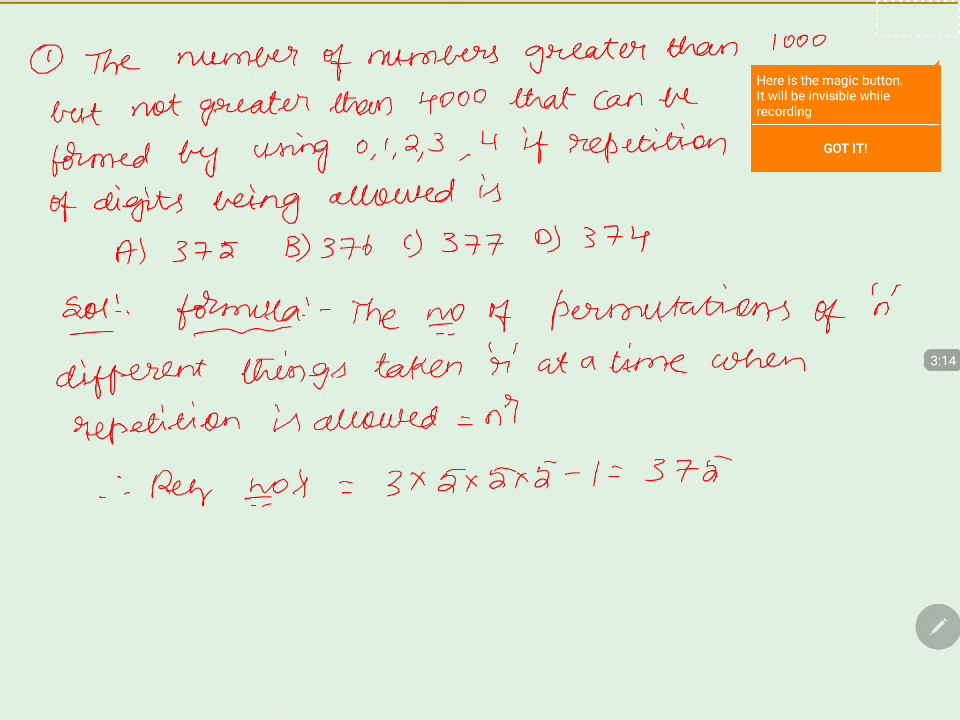 ① The number of numbers greater than 1000
but not greater than 4000 that can be
formed by using 0,1,2,3,4 if repetition
of digits being allowed is
A) 375 B) 376 C) 377 D) 374
Sol:. formula:- The no of permutations of 'n'
different things taken 'r' at a time when
repetition is allowed = n^r
∴ Req nos = 3×5×5×5-1= 375
Here is the magic button.
It will be invisible while
recording
GOT IT!
3:14